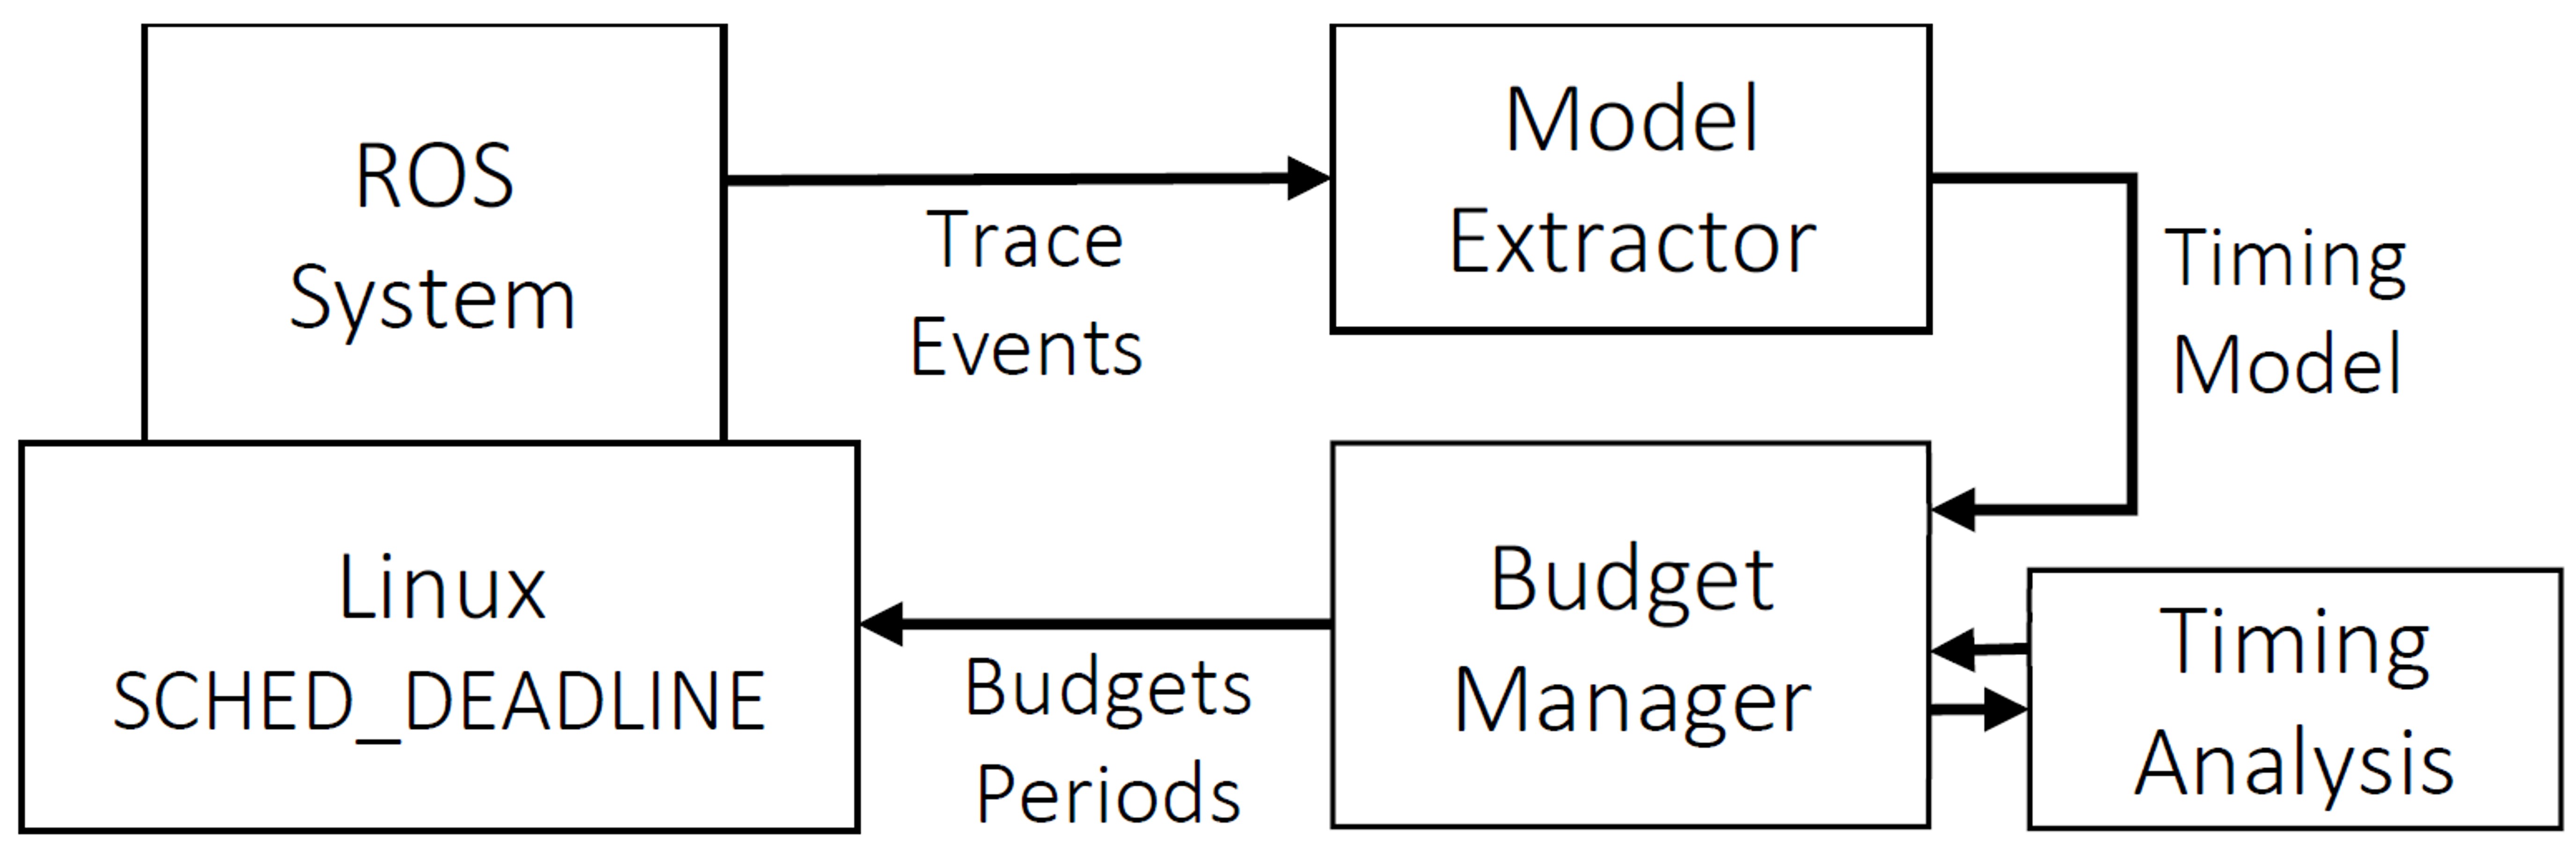 ROS
System
Trace
Events
Model
Extractor
Timing
Model
Linux
SCHED_DEADLINE
Budgets
Periods
Budget
Manager
Timing
Analysis